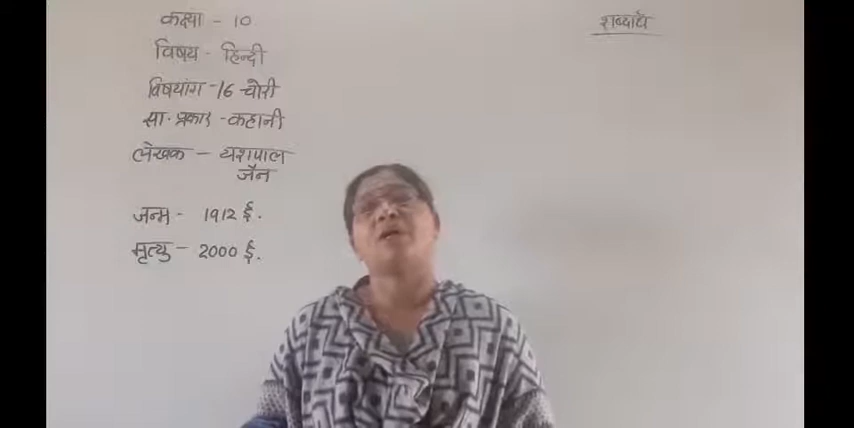 कक्षा - 10
विषय - हिन्दी
विषयांग - 16 चोरी
सा. प्रकार - कहानी
लेखक - यशपाल
जैन
जन्म - 1912 ई.
मृत्यु - 2000 ई.
शब्दार्थ